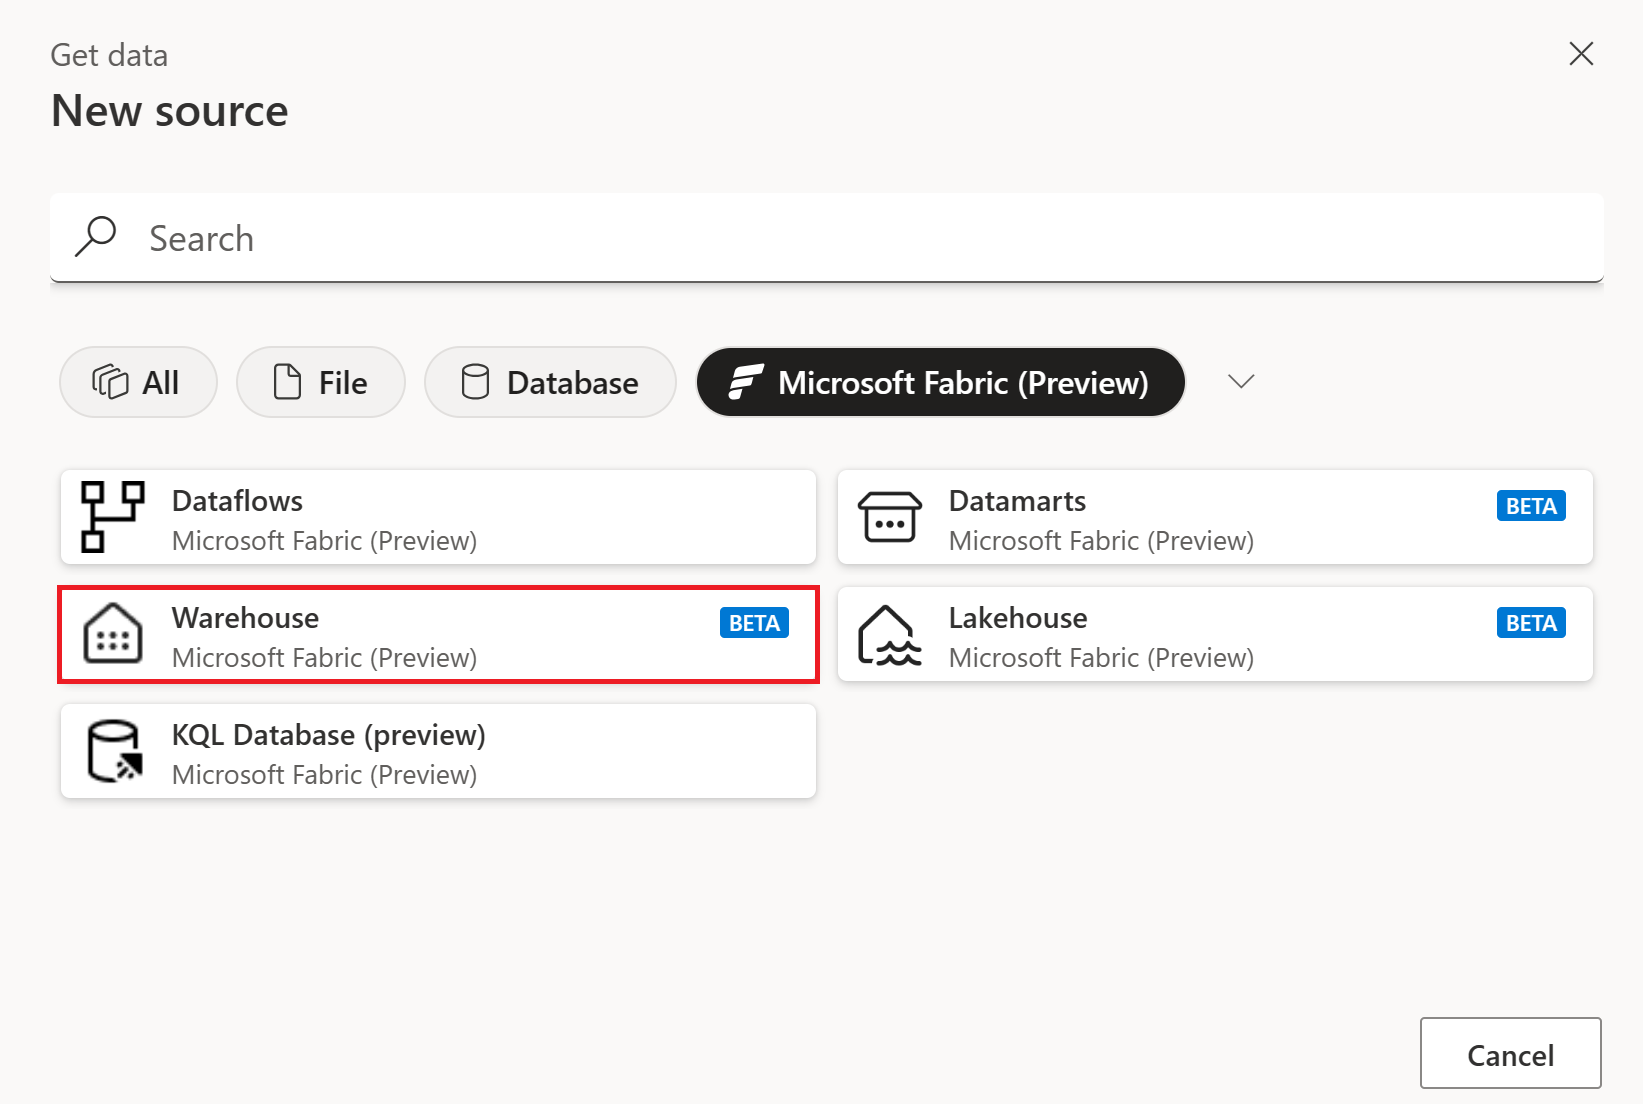 Get data
New source
Search
All
File
Database
Microsoft Fabric (Preview)
Dataflows
Microsoft Fabric (Preview)
Datamarts
BETA
Microsoft Fabric (Preview)
Warehouse
BETA
Microsoft Fabric (Preview)
Lakehouse
BETA
Microsoft Fabric (Preview)
KQL Database (preview)
Microsoft Fabric (Preview)
Cancel